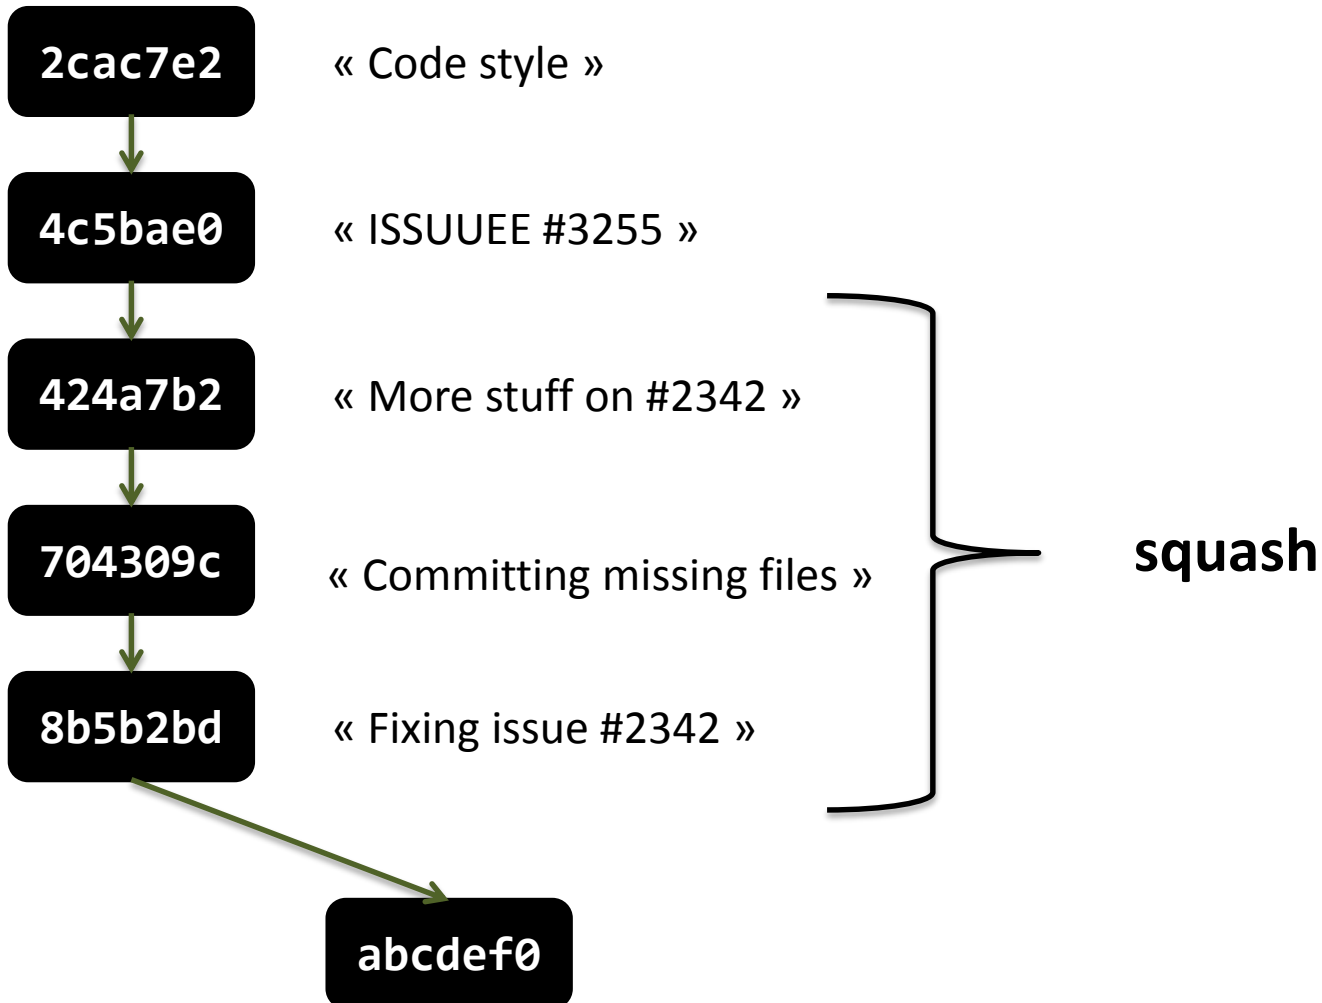 2cac7e2 « Code style »
4c5bae0 « ISSUUEE #3255 »
424a7b2 « More stuff on #2342 »
squash
704309c « Committing missing files »
8b5b2bd « Fixing issue #2342 »
abcdef0